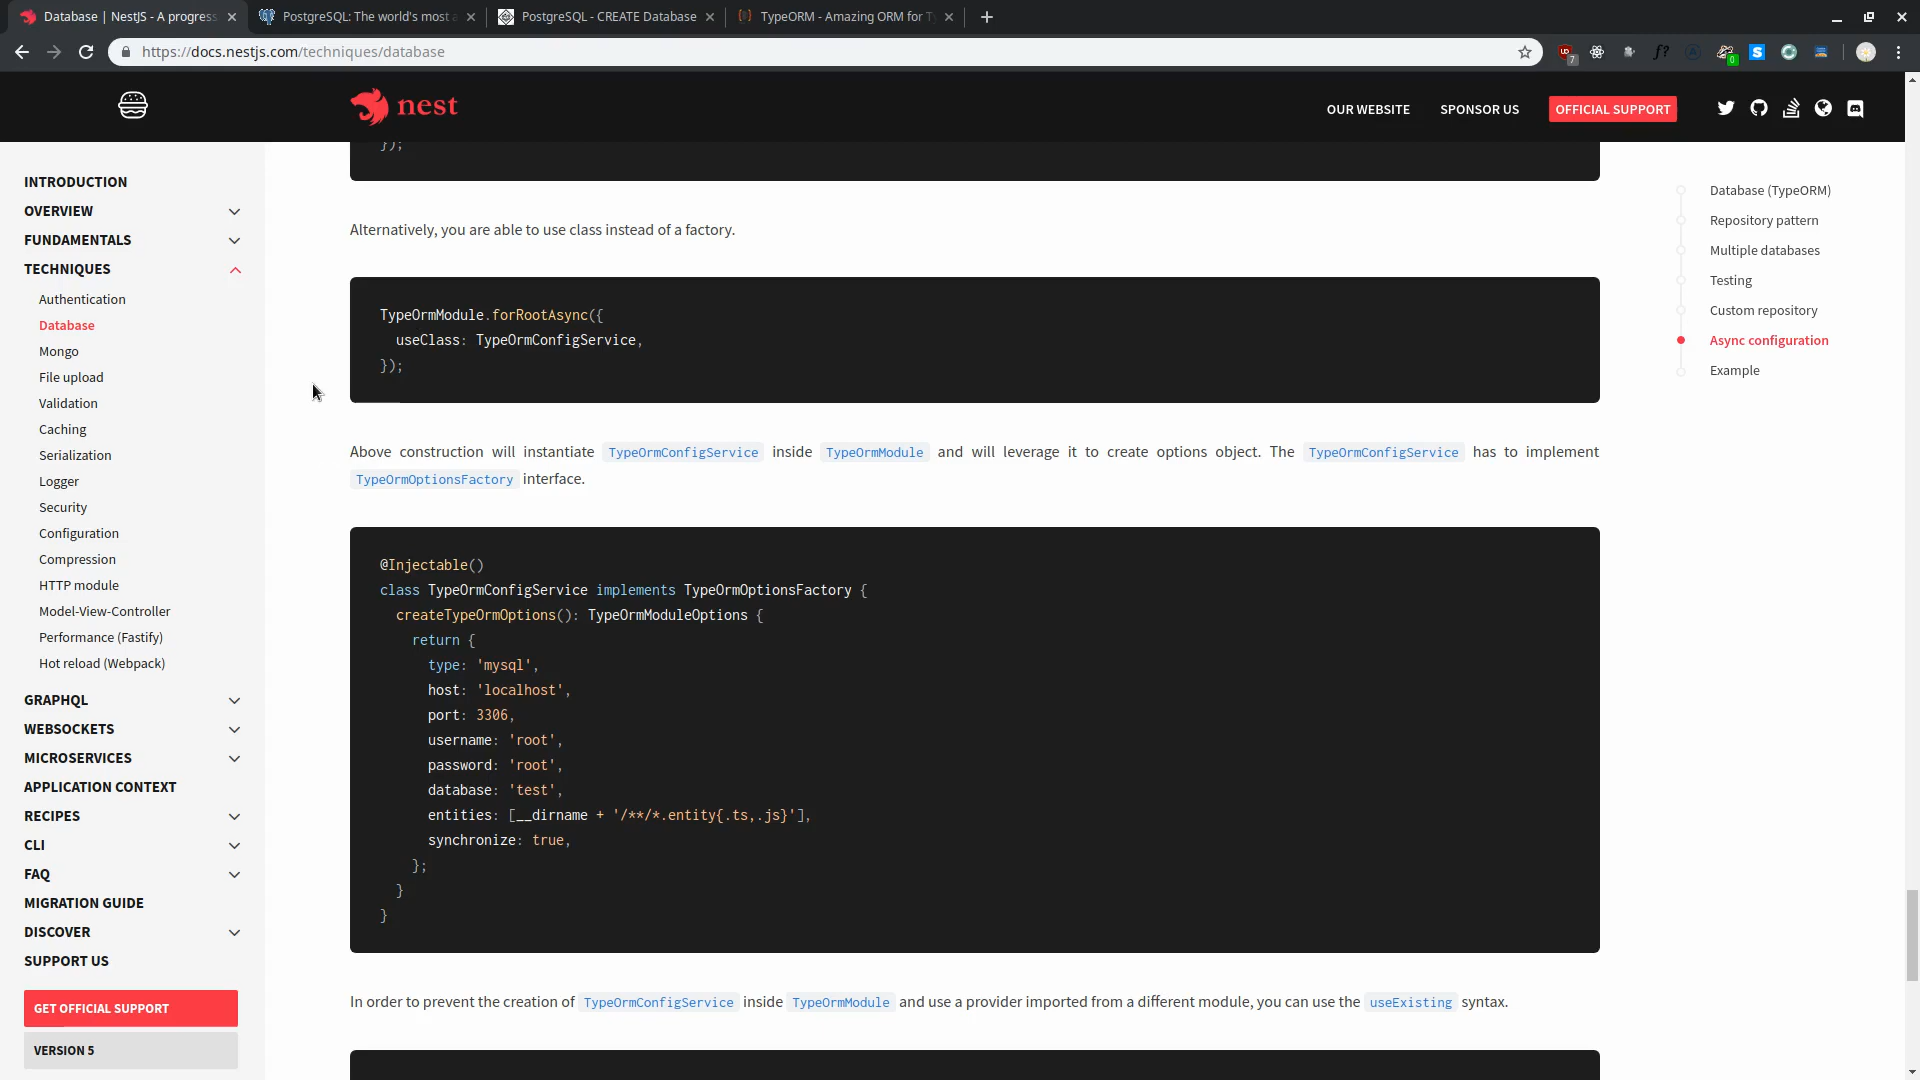 Database | NestJS - A progress
PostgreSQL: The world's most a
PostgreSQL - CREATE Database
TypeORM - Amazing ORM for T
https://docs.nestjs.com/techniques/database
7
f?
0
S
nest
OUR WEBSITE
SPONSOR US
OFFICIAL SUPPORT
INTRODUCTION
OVERVIEW
FUNDAMENTALS
TECHNIQUES
Authentication
Database
Mongo
File upload
Validation
Caching
Serialization
Logger
Security
Configuration
Compression
HTTP module
Model-View-Controller
Performance (Fastify)
Hot reload (Webpack)
GRAPHQL
WEBSOCKETS
MICROSERVICES
APPLICATION CONTEXT
RECIPES
CLI
FAQ
MIGRATION GUIDE
DISCOVER
SUPPORT US
GET OFFICIAL SUPPORT
VERSION 5
});
Alternatively, you are able to use class instead of a factory.
TypeOrmModule.forRootAsync({
  useClass: TypeOrmConfigService,
});
Above construction will instantiate TypeOrmConfigService inside TypeOrmModule and will leverage it to create options object. The TypeOrmConfigService has to implement
TypeOrmOptionsFactory interface.
@Injectable()
class TypeOrmConfigService implements TypeOrmOptionsFactory {
  createTypeOrmOptions(): TypeOrmModuleOptions {
    return {
      type: 'mysql',
      host: 'localhost',
      port: 3306,
      username: 'root',
      password: 'root',
      database: 'test',
      entities: [__dirname + '/**/*.entity{.ts,.js}'],
      synchronize: true,
    };
  }
}
In order to prevent the creation of TypeOrmConfigService inside TypeOrmModule and use a provider imported from a different module, you can use the useExisting syntax.
Database (TypeORM)
Repository pattern
Multiple databases
Testing
Custom repository
Async configuration
Example